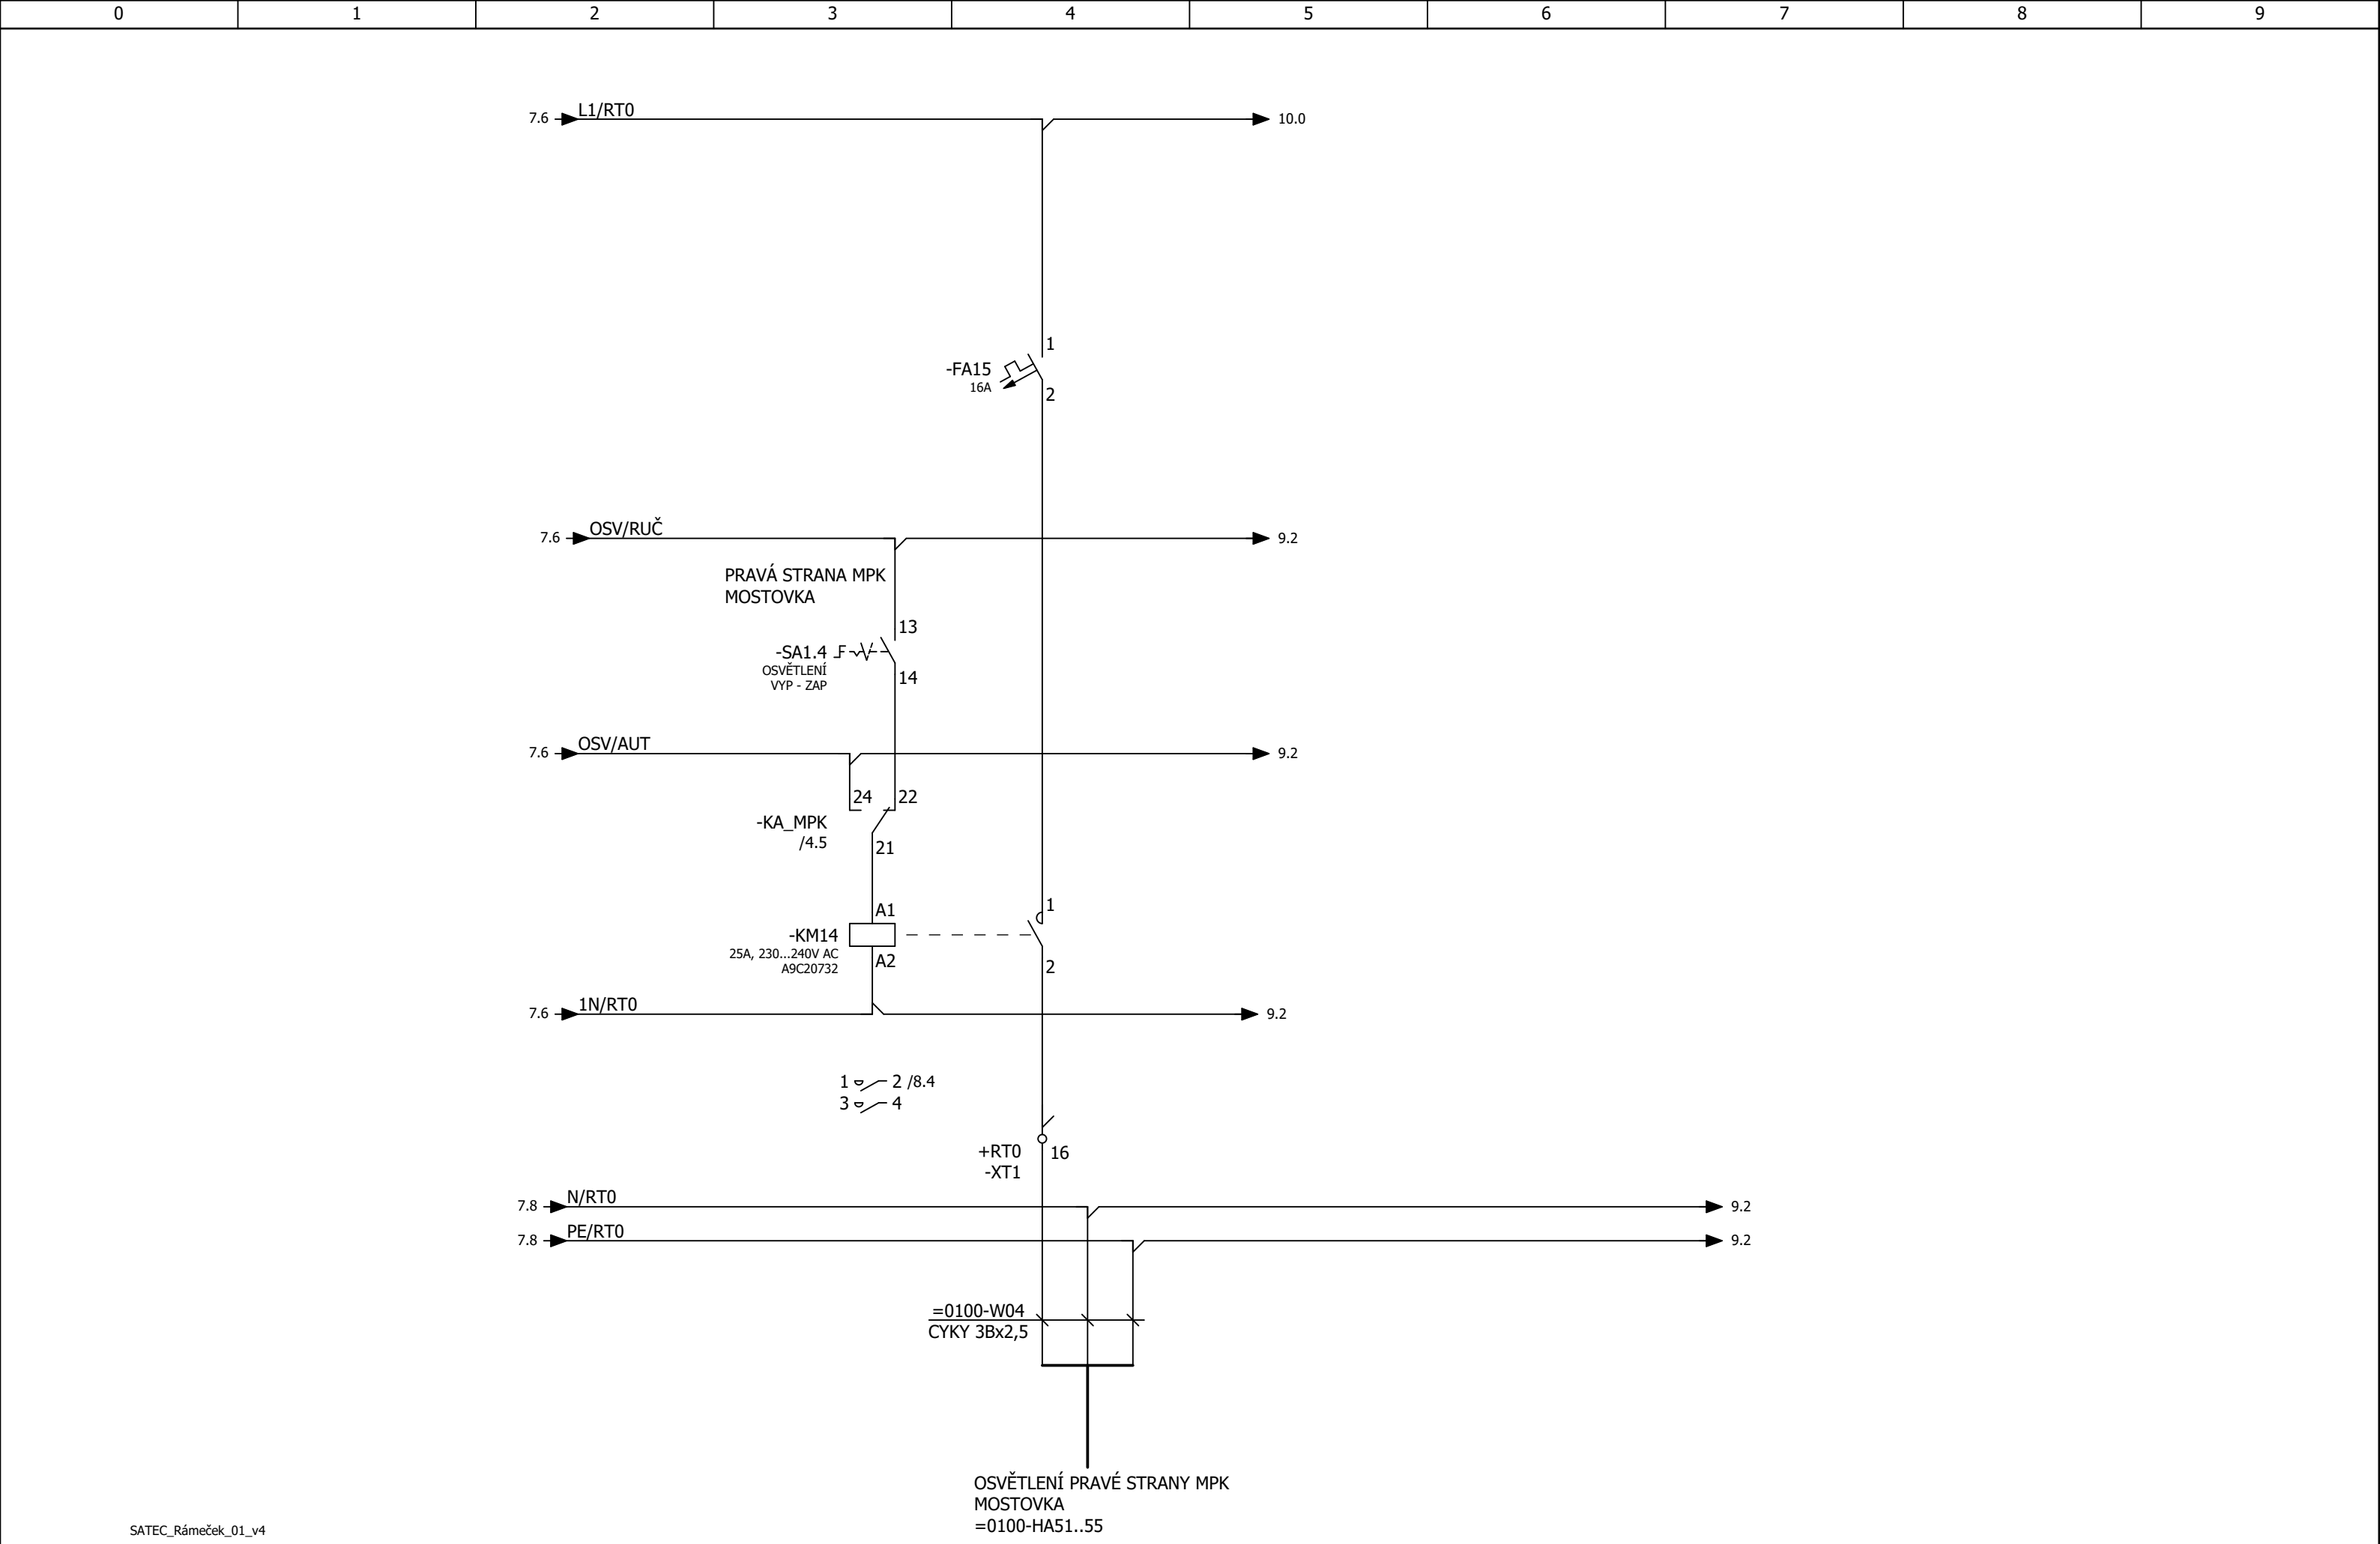 0 1 2 3 4 5 6 7 8 9
7.6 L1/RT0 10.0
1
-FA15
16A
2
7.6 OSV/RUČ 9.2
PRAVÁ STRANA MPK
MOSTOVKA
13
-SA1.4
OSVĚTLENÍ
VYP - ZAP
14
7.6 OSV/AUT 9.2
24 22
-KA_MPK
/4.5
21
A1 1
-KM14
25A, 230...240V AC
A9C20732
A2 2
7.6 1N/RT0 9.2
1 2 /8.4
3 4
+RT0 16
-XT1
7.8 N/RT0 9.2
7.8 PE/RT0 9.2
=0100-W04
CYKY 3Bx2,5
OSVĚTLENÍ PRAVÉ STRANY MPK
MOSTOVKA
=0100-HA51..55
SATEC_Rámeček_01_v4